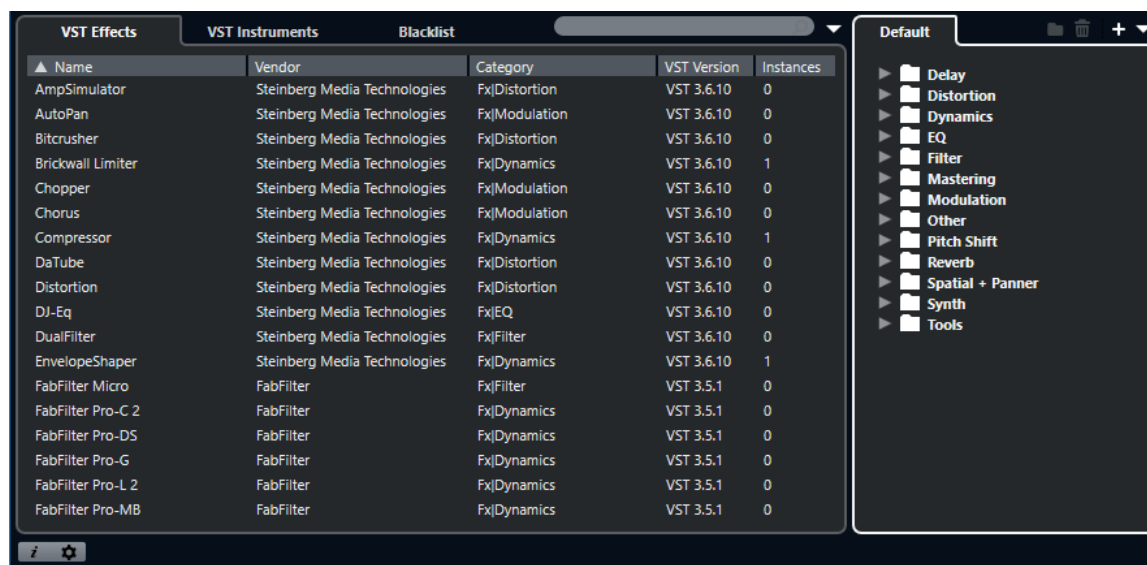 VST Effects VST Instruments Blacklist
Name Vendor Category VST Version Instances
AmpSimulator Steinberg Media Technologies Fx|Distortion VST 3.6.10 0
AutoPan Steinberg Media Technologies Fx|Modulation VST 3.6.10 0
Bitcrusher Steinberg Media Technologies Fx|Distortion VST 3.6.10 0
Brickwall Limiter Steinberg Media Technologies Fx|Dynamics VST 3.6.10 1
Chopper Steinberg Media Technologies Fx|Modulation VST 3.6.10 0
Chorus Steinberg Media Technologies Fx|Modulation VST 3.6.10 0
Compressor Steinberg Media Technologies Fx|Dynamics VST 3.6.10 1
DaTube Steinberg Media Technologies Fx|Distortion VST 3.6.10 0
Distortion Steinberg Media Technologies Fx|Distortion VST 3.6.10 0
DJ-Eq Steinberg Media Technologies Fx|EQ VST 3.6.10 0
DualFilter Steinberg Media Technologies Fx|Filter VST 3.6.10 0
EnvelopeShaper Steinberg Media Technologies Fx|Dynamics VST 3.6.10 1
FabFilter Micro FabFilter Fx|Filter VST 3.5.1 0
FabFilter Pro-C 2 FabFilter Fx|Dynamics VST 3.5.1 0
FabFilter Pro-DS FabFilter Fx|Dynamics VST 3.5.1 0
FabFilter Pro-G FabFilter Fx|Dynamics VST 3.5.1 0
FabFilter Pro-L 2 FabFilter Fx|Dynamics VST 3.5.1 0
FabFilter Pro-MB FabFilter Fx|Dynamics VST 3.5.1 0
Default
Delay
Distortion
Dynamics
EQ
Filter
Mastering
Modulation
Other
Pitch Shift
Reverb
Spatial + Panner
Synth
Tools
i